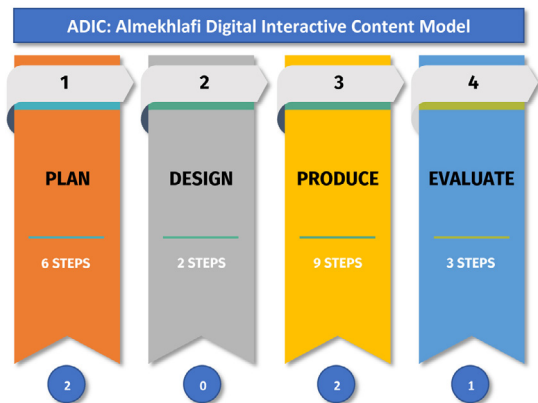 ADIC: Almekhlafi Digital Interactive Content Model
1 2 3 4
PLAN DESIGN PRODUCE EVALUATE
6 STEPS 2 STEPS 9 STEPS 3 STEPS
2 0 2 1